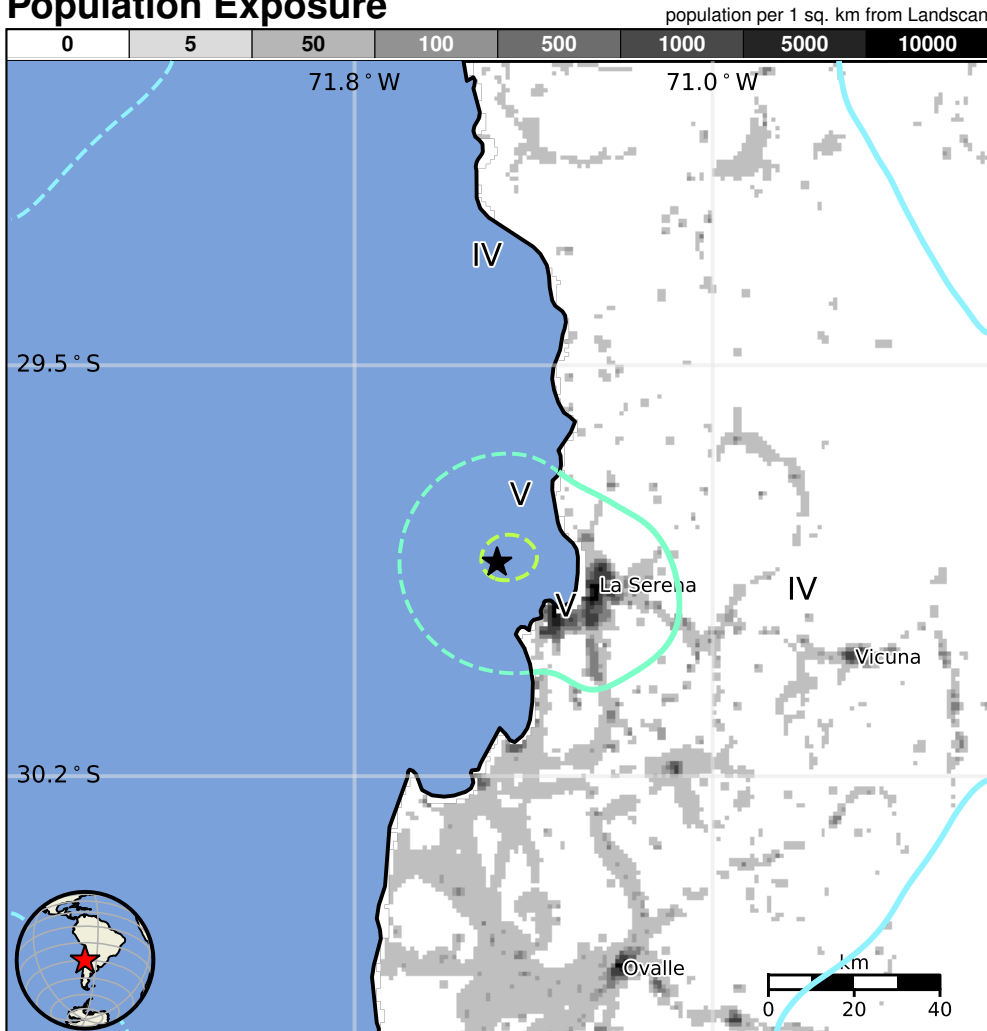 Population Exposure
population per 1 sq. km from Landscan
0 5 50 100 500 1000 5000 10000
71.8°W 71.0°W
IV
29.5°S
V
La Serena
V
IV
Vicuna
30.2°S
Ovalle
km
0 20 40